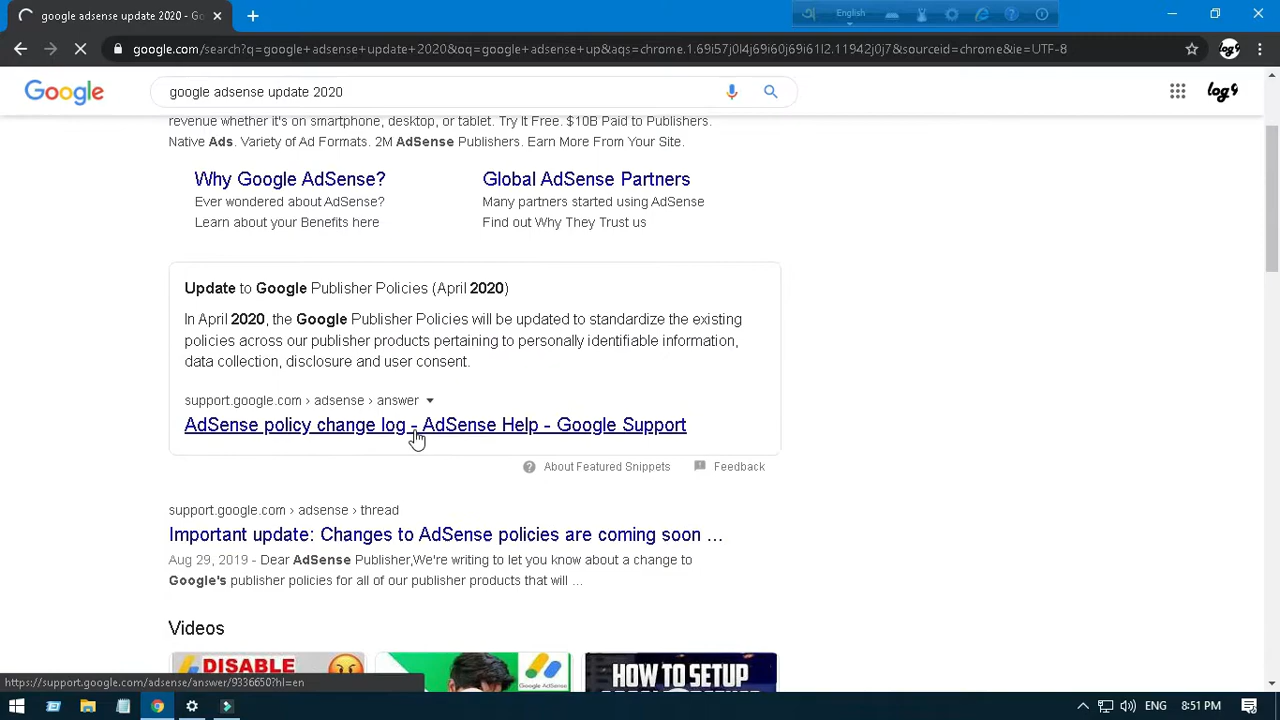 google adsense update 2020 - Go
English
google.com/search?q=google+adsense+update+2020&oq=google+adsense+up&aqs=chrome.1.69i57j0l4j69i60j69i61l2.11942j0j7&sourceid=chrome&ie=UTF-8
log9
Google
google adsense update 2020
log9
revenue whether it's on smartphone, desktop, or tablet. Try It Free. $10B Paid to Publishers.
Native Ads. Variety of Ad Formats. 2M AdSense Publishers. Earn More From Your Site.
Why Google AdSense?
Ever wondered about AdSense?
Learn about your Benefits here
Global AdSense Partners
Many partners started using AdSense
Find out Why They Trust us
Update to Google Publisher Policies (April 2020)
In April 2020, the Google Publisher Policies will be updated to standardize the existing
policies across our publisher products pertaining to personally identifiable information,
data collection, disclosure and user consent.
support.google.com › adsense › answer
AdSense policy change log - AdSense Help - Google Support
About Featured Snippets
Feedback
support.google.com › adsense › thread
Important update: Changes to AdSense policies are coming soon ...
Aug 29, 2019 - Dear AdSense Publisher,We're writing to let you know about a change to
Google's publisher policies for all of our publisher products that will ...
Videos
DISABLE
Google AdSense
HOW TO SETUP
https://support.google.com/adsense/answer/9336650?hl=en
ENG
8:51 PM